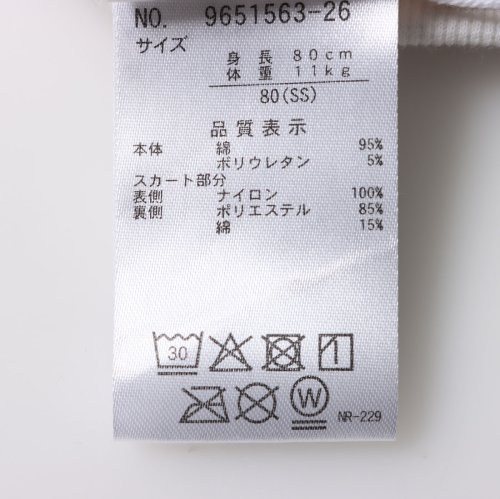 NO. 9651563-26
サイズ
身長 80cm
体重 11kg
80(SS)
品質表示
本体 綿 95%
ポリウレタン 5%
スカート部分
表側 ナイロン 100%
裏側 ポリエステル 85%
綿 15%
30
W
NR-229